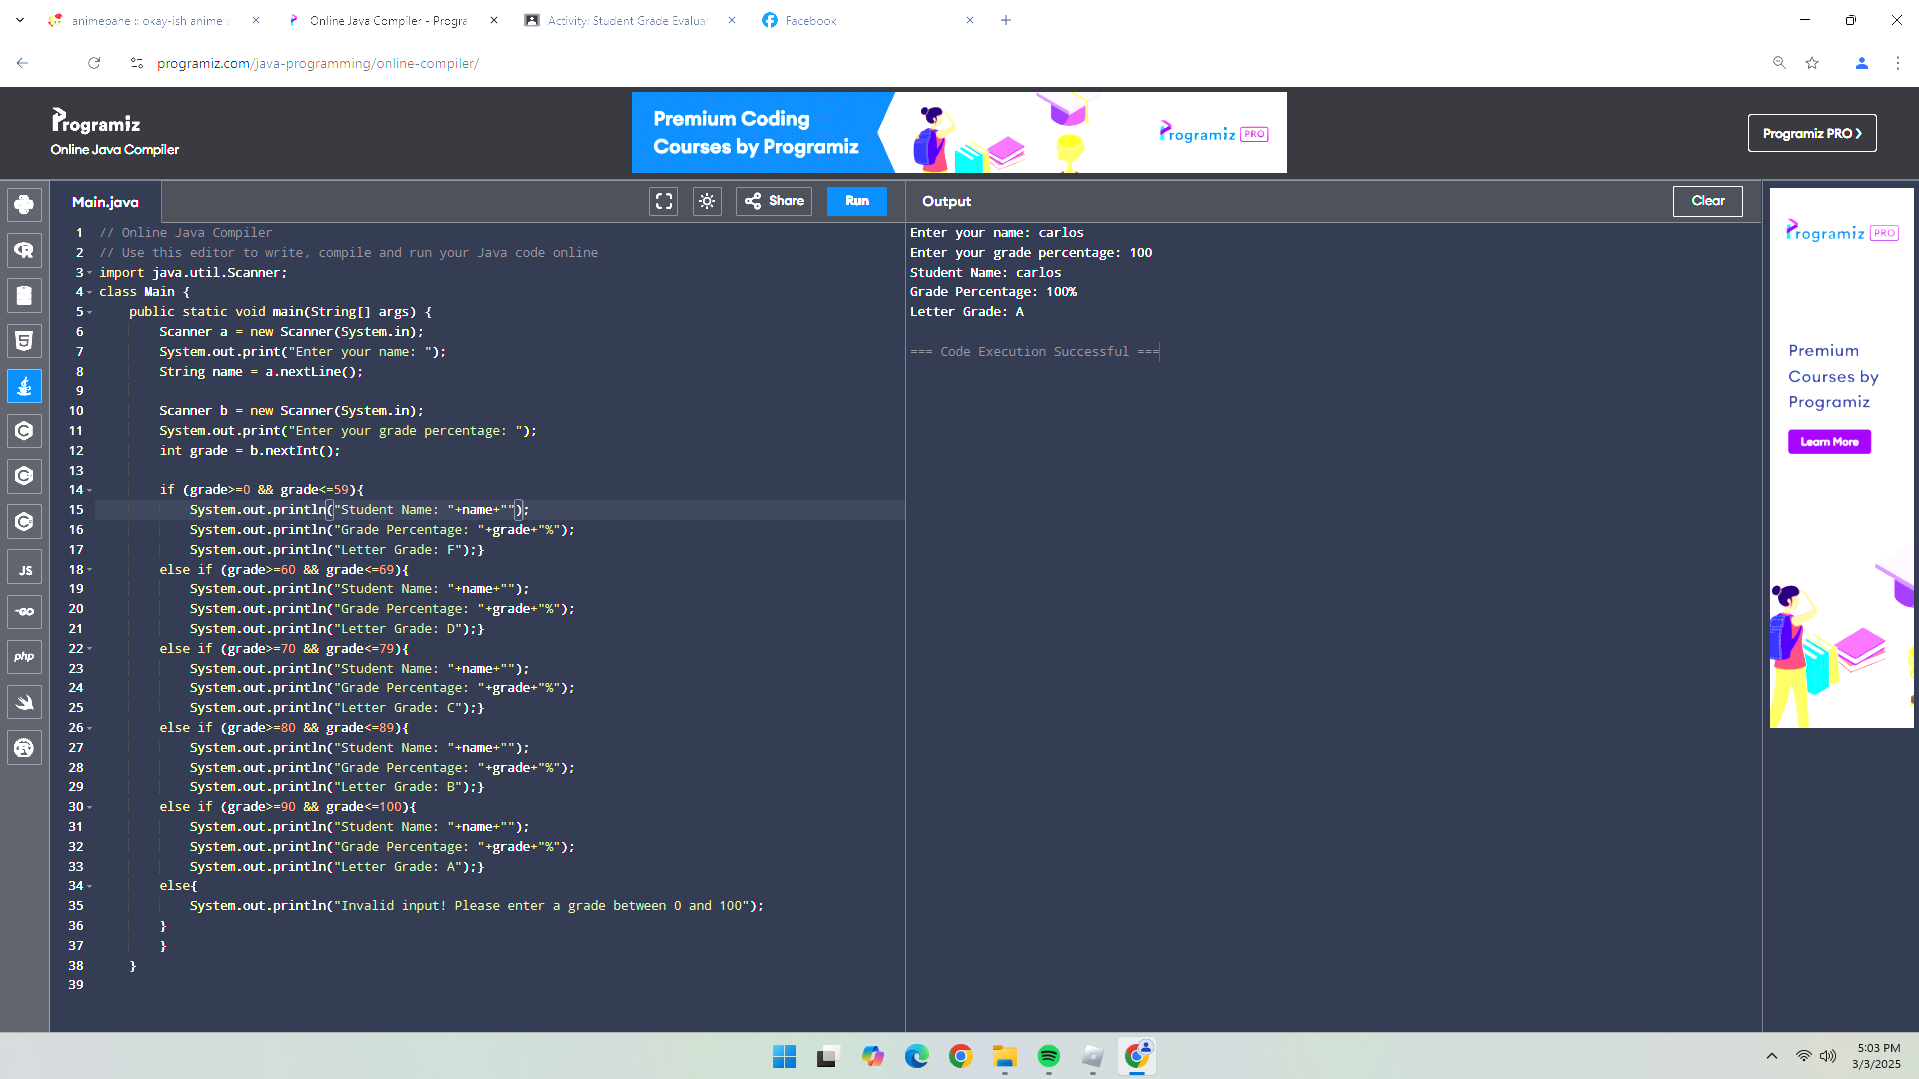 animepane :: okay-ish anime
Online Java Compiler - Progra
Activity: Student Grade Evaluat
Facebook
programiz.com/java-programming/online-compiler/
Programiz
Online Java Compiler
Premium Coding
Courses by Programiz
Programiz PRO
Programiz PRO
Main.java
Share
Run
Output
Clear
1 // Online Java Compiler
2 // Use this editor to write, compile and run your Java code online
3 import java.util.Scanner;
4 class Main {
5 public static void main(String[] args) {
6 Scanner a = new Scanner(System.in);
7 System.out.print("Enter your name: ");
8 String name = a.nextLine();
9
10 Scanner b = new Scanner(System.in);
11 System.out.print("Enter your grade percentage: ");
12 int grade = b.nextInt();
13
14 if (grade>=0 && grade<=59){
15 System.out.println("Student Name: "+name+"");
16 System.out.println("Grade Percentage: "+grade+"%");
17 System.out.println("Letter Grade: F");}
18 else if (grade>=60 && grade<=69){
19 System.out.println("Student Name: "+name+"");
20 System.out.println("Grade Percentage: "+grade+"%");
21 System.out.println("Letter Grade: D");}
22 else if (grade>=70 && grade<=79){
23 System.out.println("Student Name: "+name+"");
24 System.out.println("Grade Percentage: "+grade+"%");
25 System.out.println("Letter Grade: C");}
26 else if (grade>=80 && grade<=89){
27 System.out.println("Student Name: "+name+"");
28 System.out.println("Grade Percentage: "+grade+"%");
29 System.out.println("Letter Grade: B");}
30 else if (grade>=90 && grade<=100){
31 System.out.println("Student Name: "+name+"");
32 System.out.println("Grade Percentage: "+grade+"%");
33 System.out.println("Letter Grade: A");}
34 else{
35 System.out.println("Invalid input! Please enter a grade between 0 and 100");
36 }
37 }
38 }
39
Enter your name: carlos
Enter your grade percentage: 100
Student Name: carlos
Grade Percentage: 100%
Letter Grade: A
=== Code Execution Successful ===
Programiz PRO
Premium
Courses by
Programiz
Learn More
JS
GO
php
5:03 PM
3/3/2025